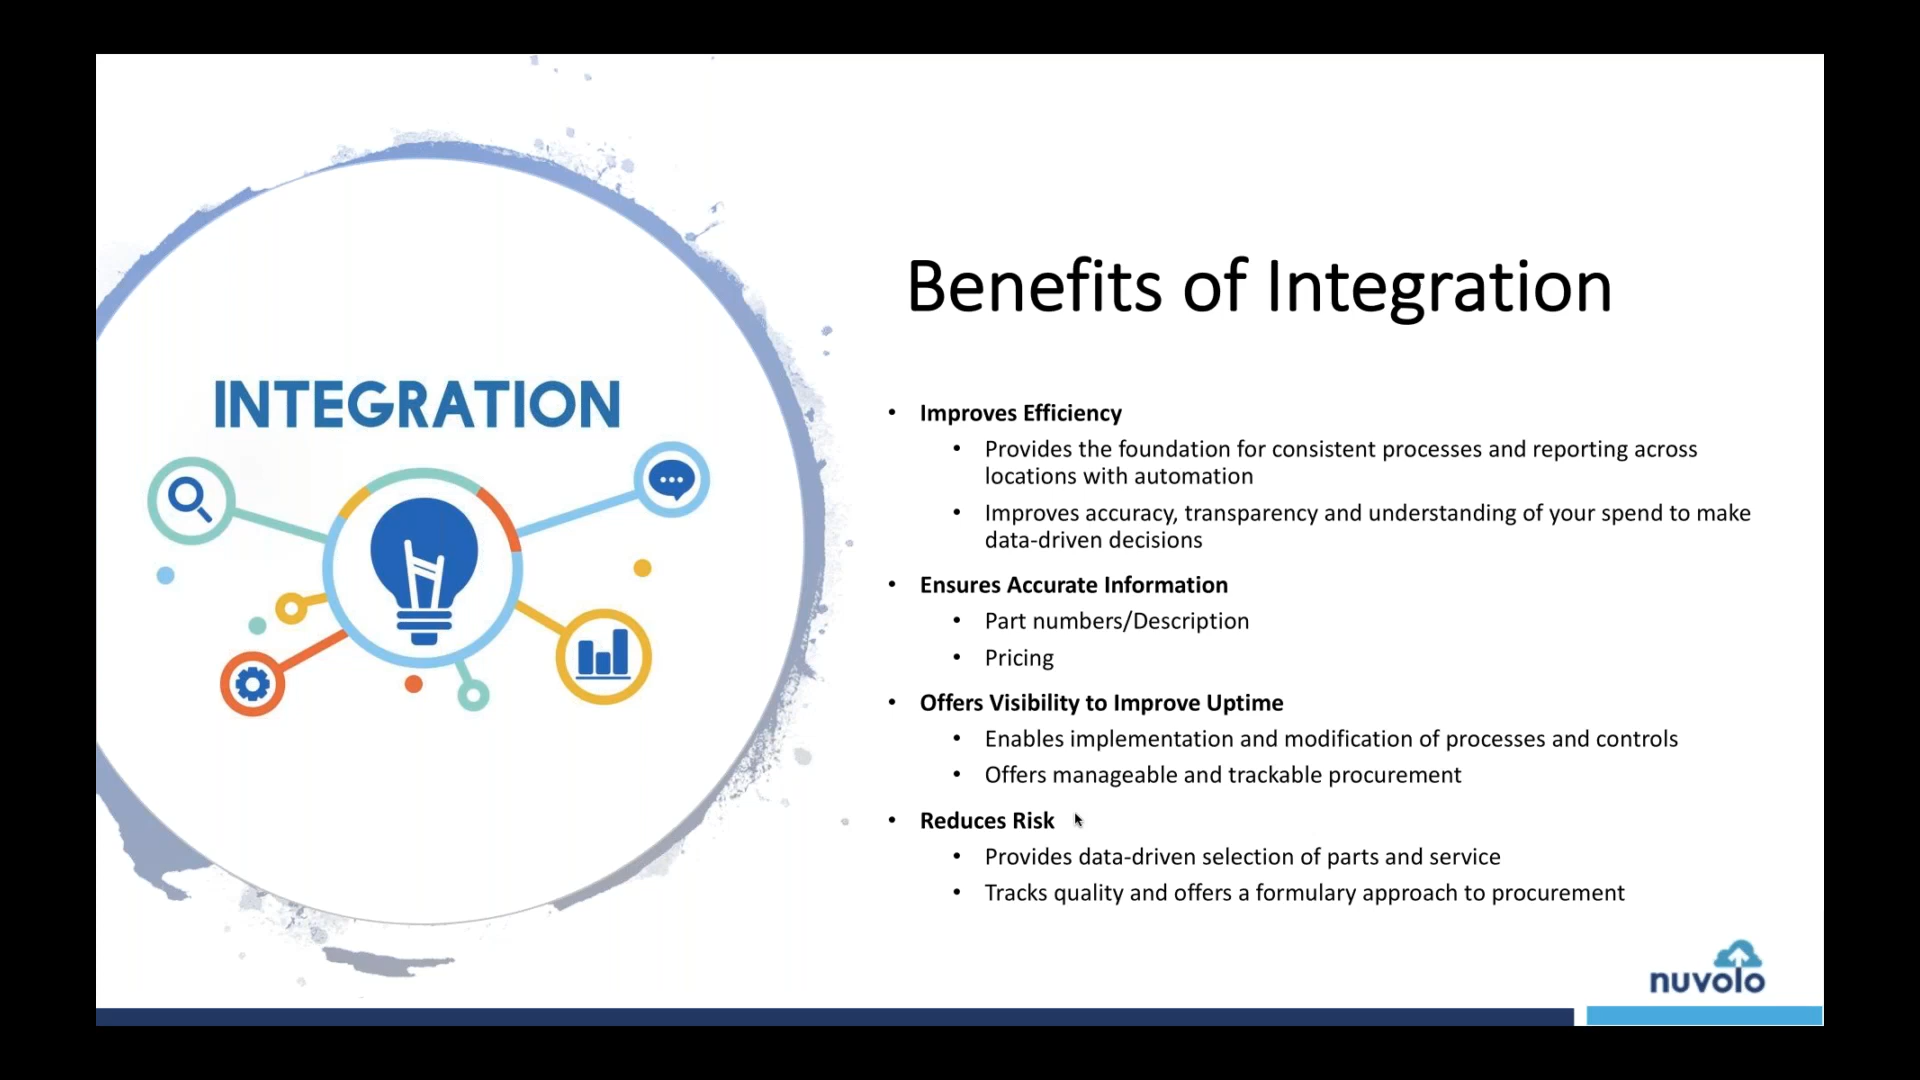 INTEGRATION
Benefits of Integration
• Improves Efficiency
• Provides the foundation for consistent processes and reporting across
locations with automation
• Improves accuracy, transparency and understanding of your spend to make
data-driven decisions
• Ensures Accurate Information
• Part numbers/Description
• Pricing
• Offers Visibility to Improve Uptime
• Enables implementation and modification of processes and controls
• Offers manageable and trackable procurement
• Reduces Risk
• Provides data-driven selection of parts and service
• Tracks quality and offers a formulary approach to procurement
nuvolo